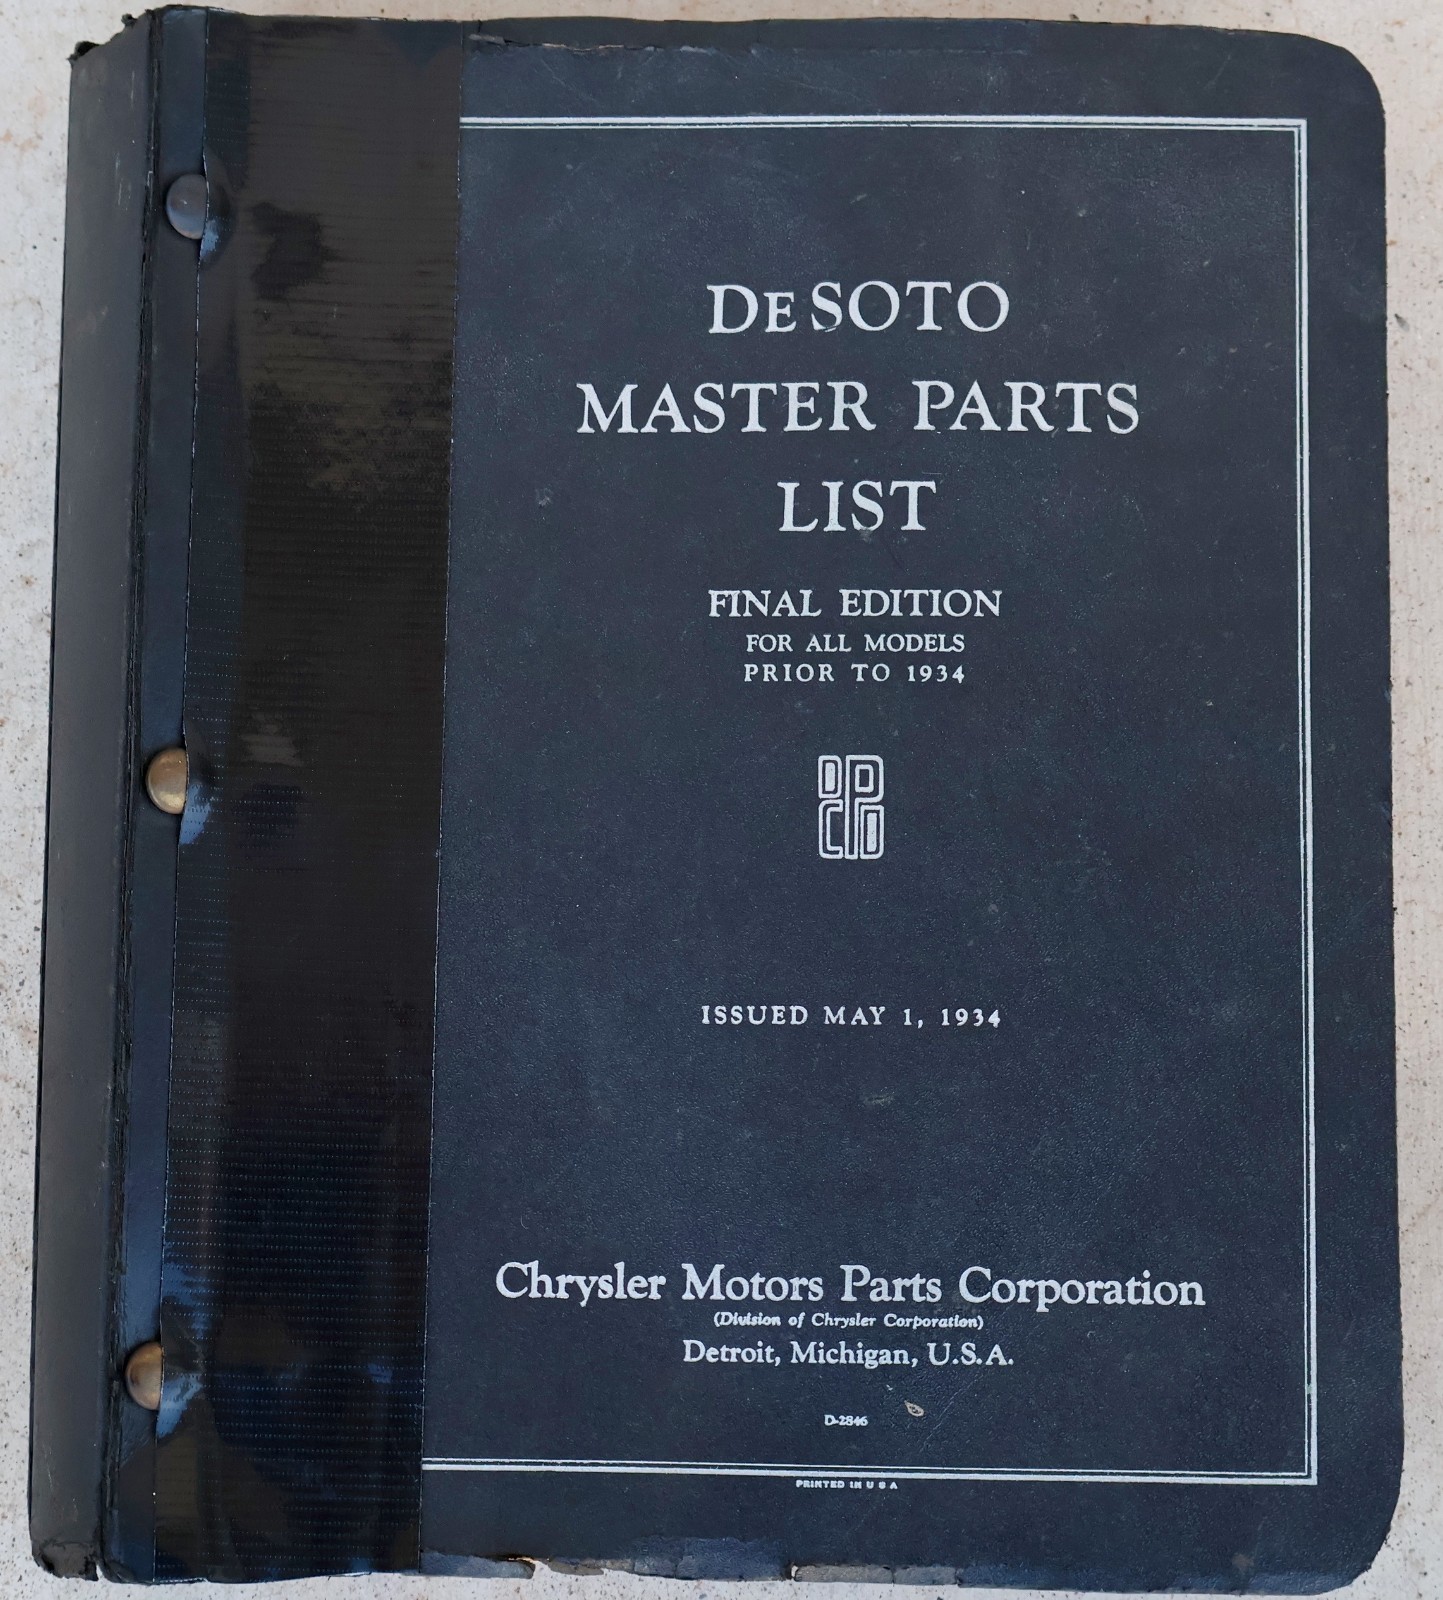 DeSOTO
MASTER PARTS
LIST
FINAL EDITION
FOR ALL MODELS
PRIOR TO 1934
DPCD
ISSUED MAY 1, 1934
Chrysler Motors Parts Corporation
(Division of Chrysler Corporation)
Detroit, Michigan, U.S.A.
D-2846
PRINTED IN U S A